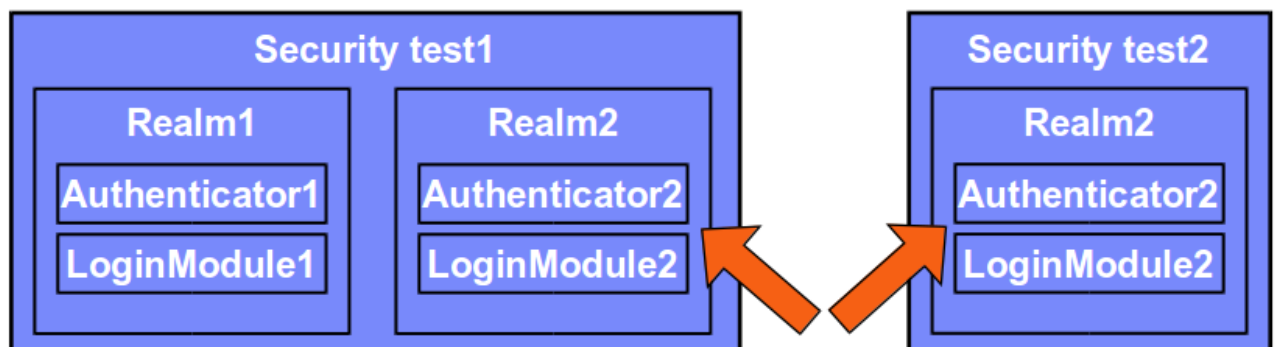 Security test1
Realm1
Authenticator1
LoginModule1
Realm2
Authenticator2
LoginModule2
Security test2
Realm2
Authenticator2
LoginModule2